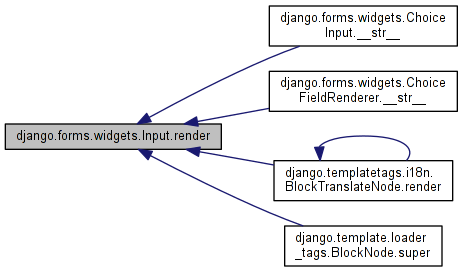 django.forms.widgets.Choice
Input.__str__
django.forms.widgets.Choice
FieldRenderer.__str__
django.forms.widgets.Input.render
django.templatetags.i18n.
BlockTranslateNode.render
django.template.loader
_tags.BlockNode.super